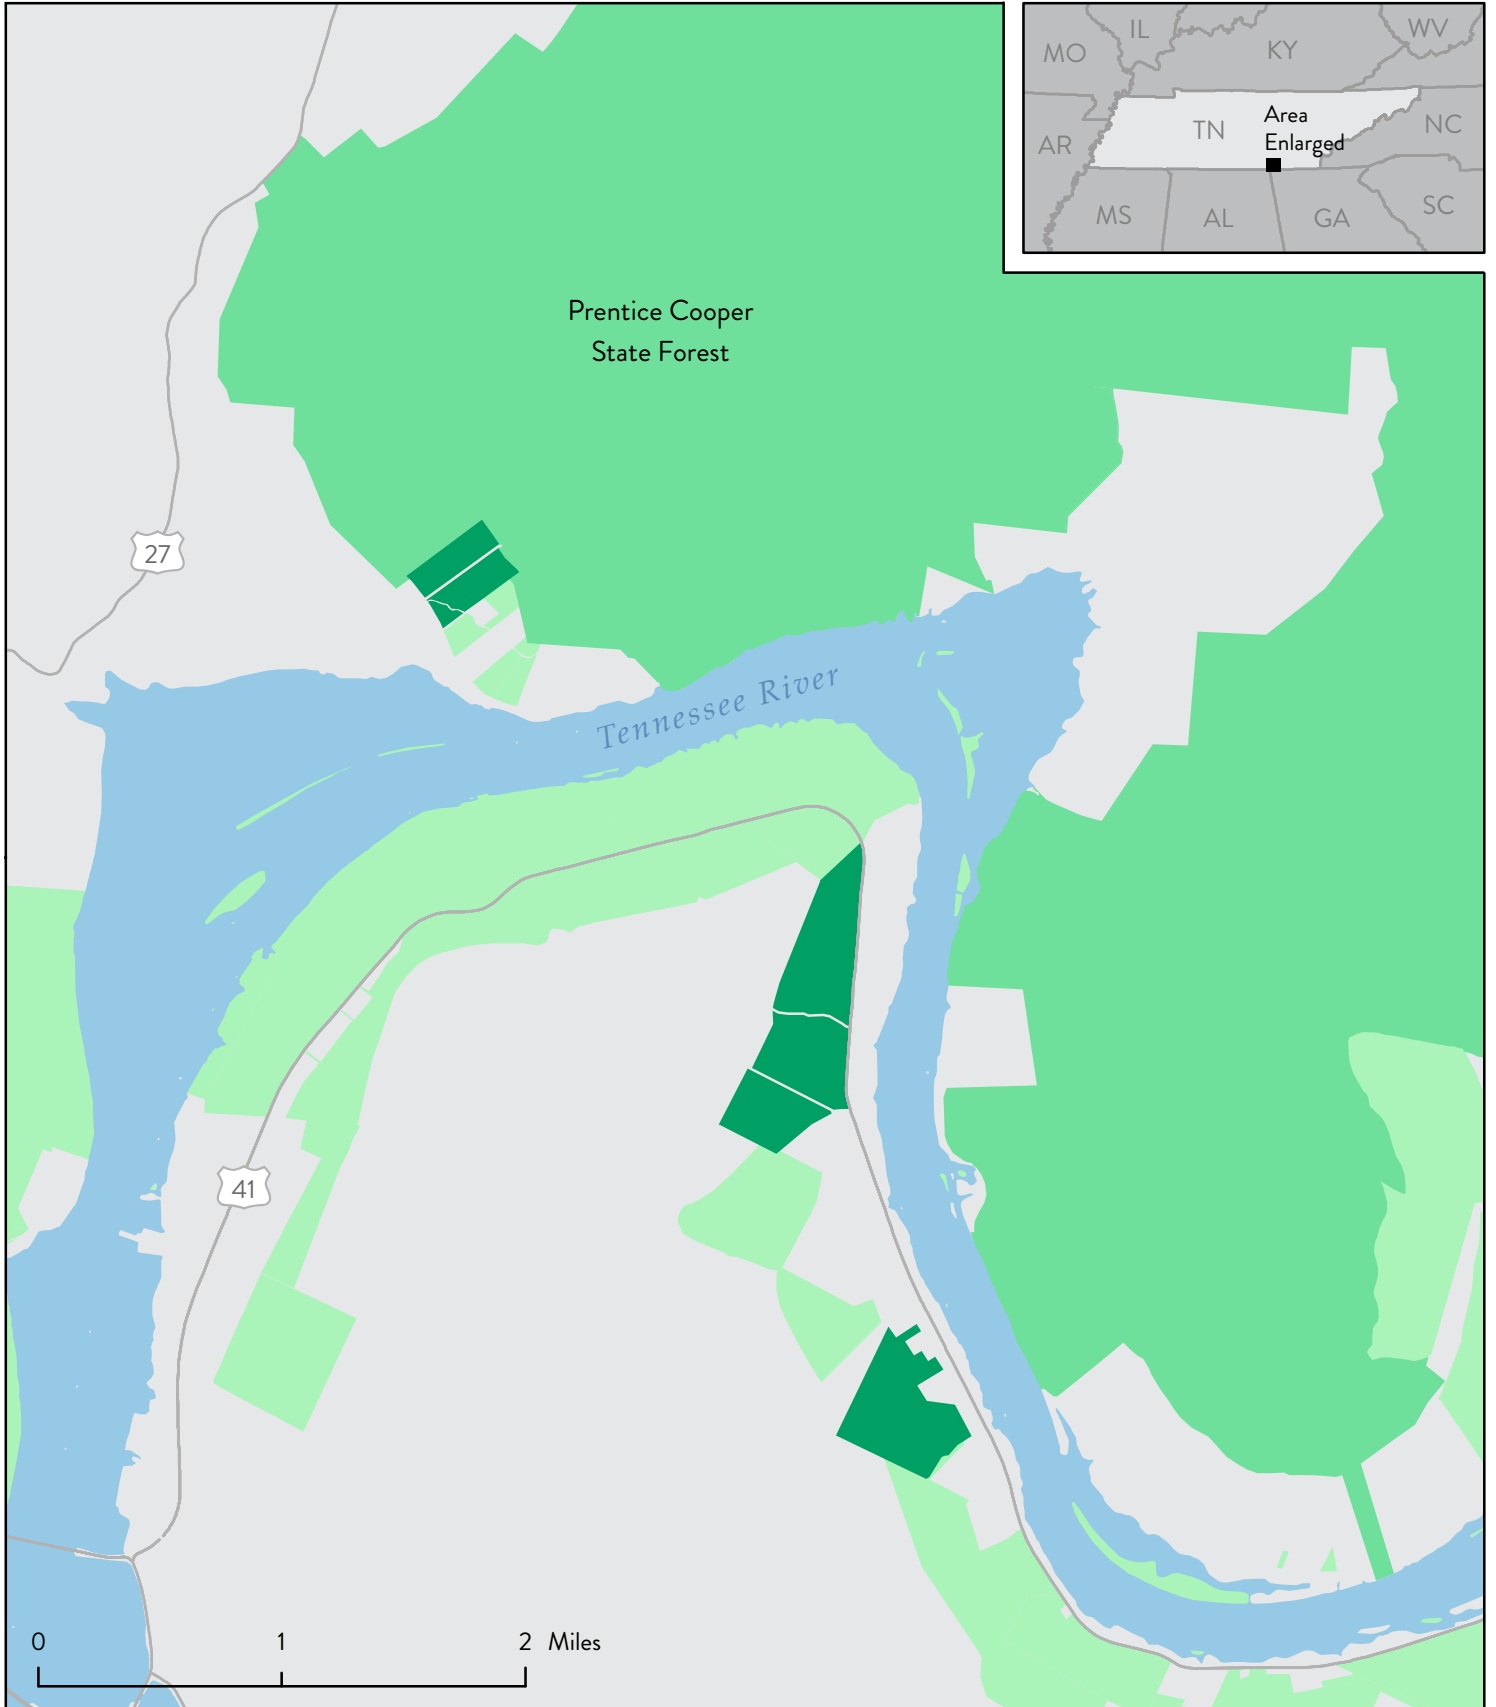 MO
IL
KY
WV
AR
TN
Area
Enlarged
NC
MS
AL
GA
SC
Prentice Cooper
State Forest
27
Tennessee River
41
0 1 2 Miles